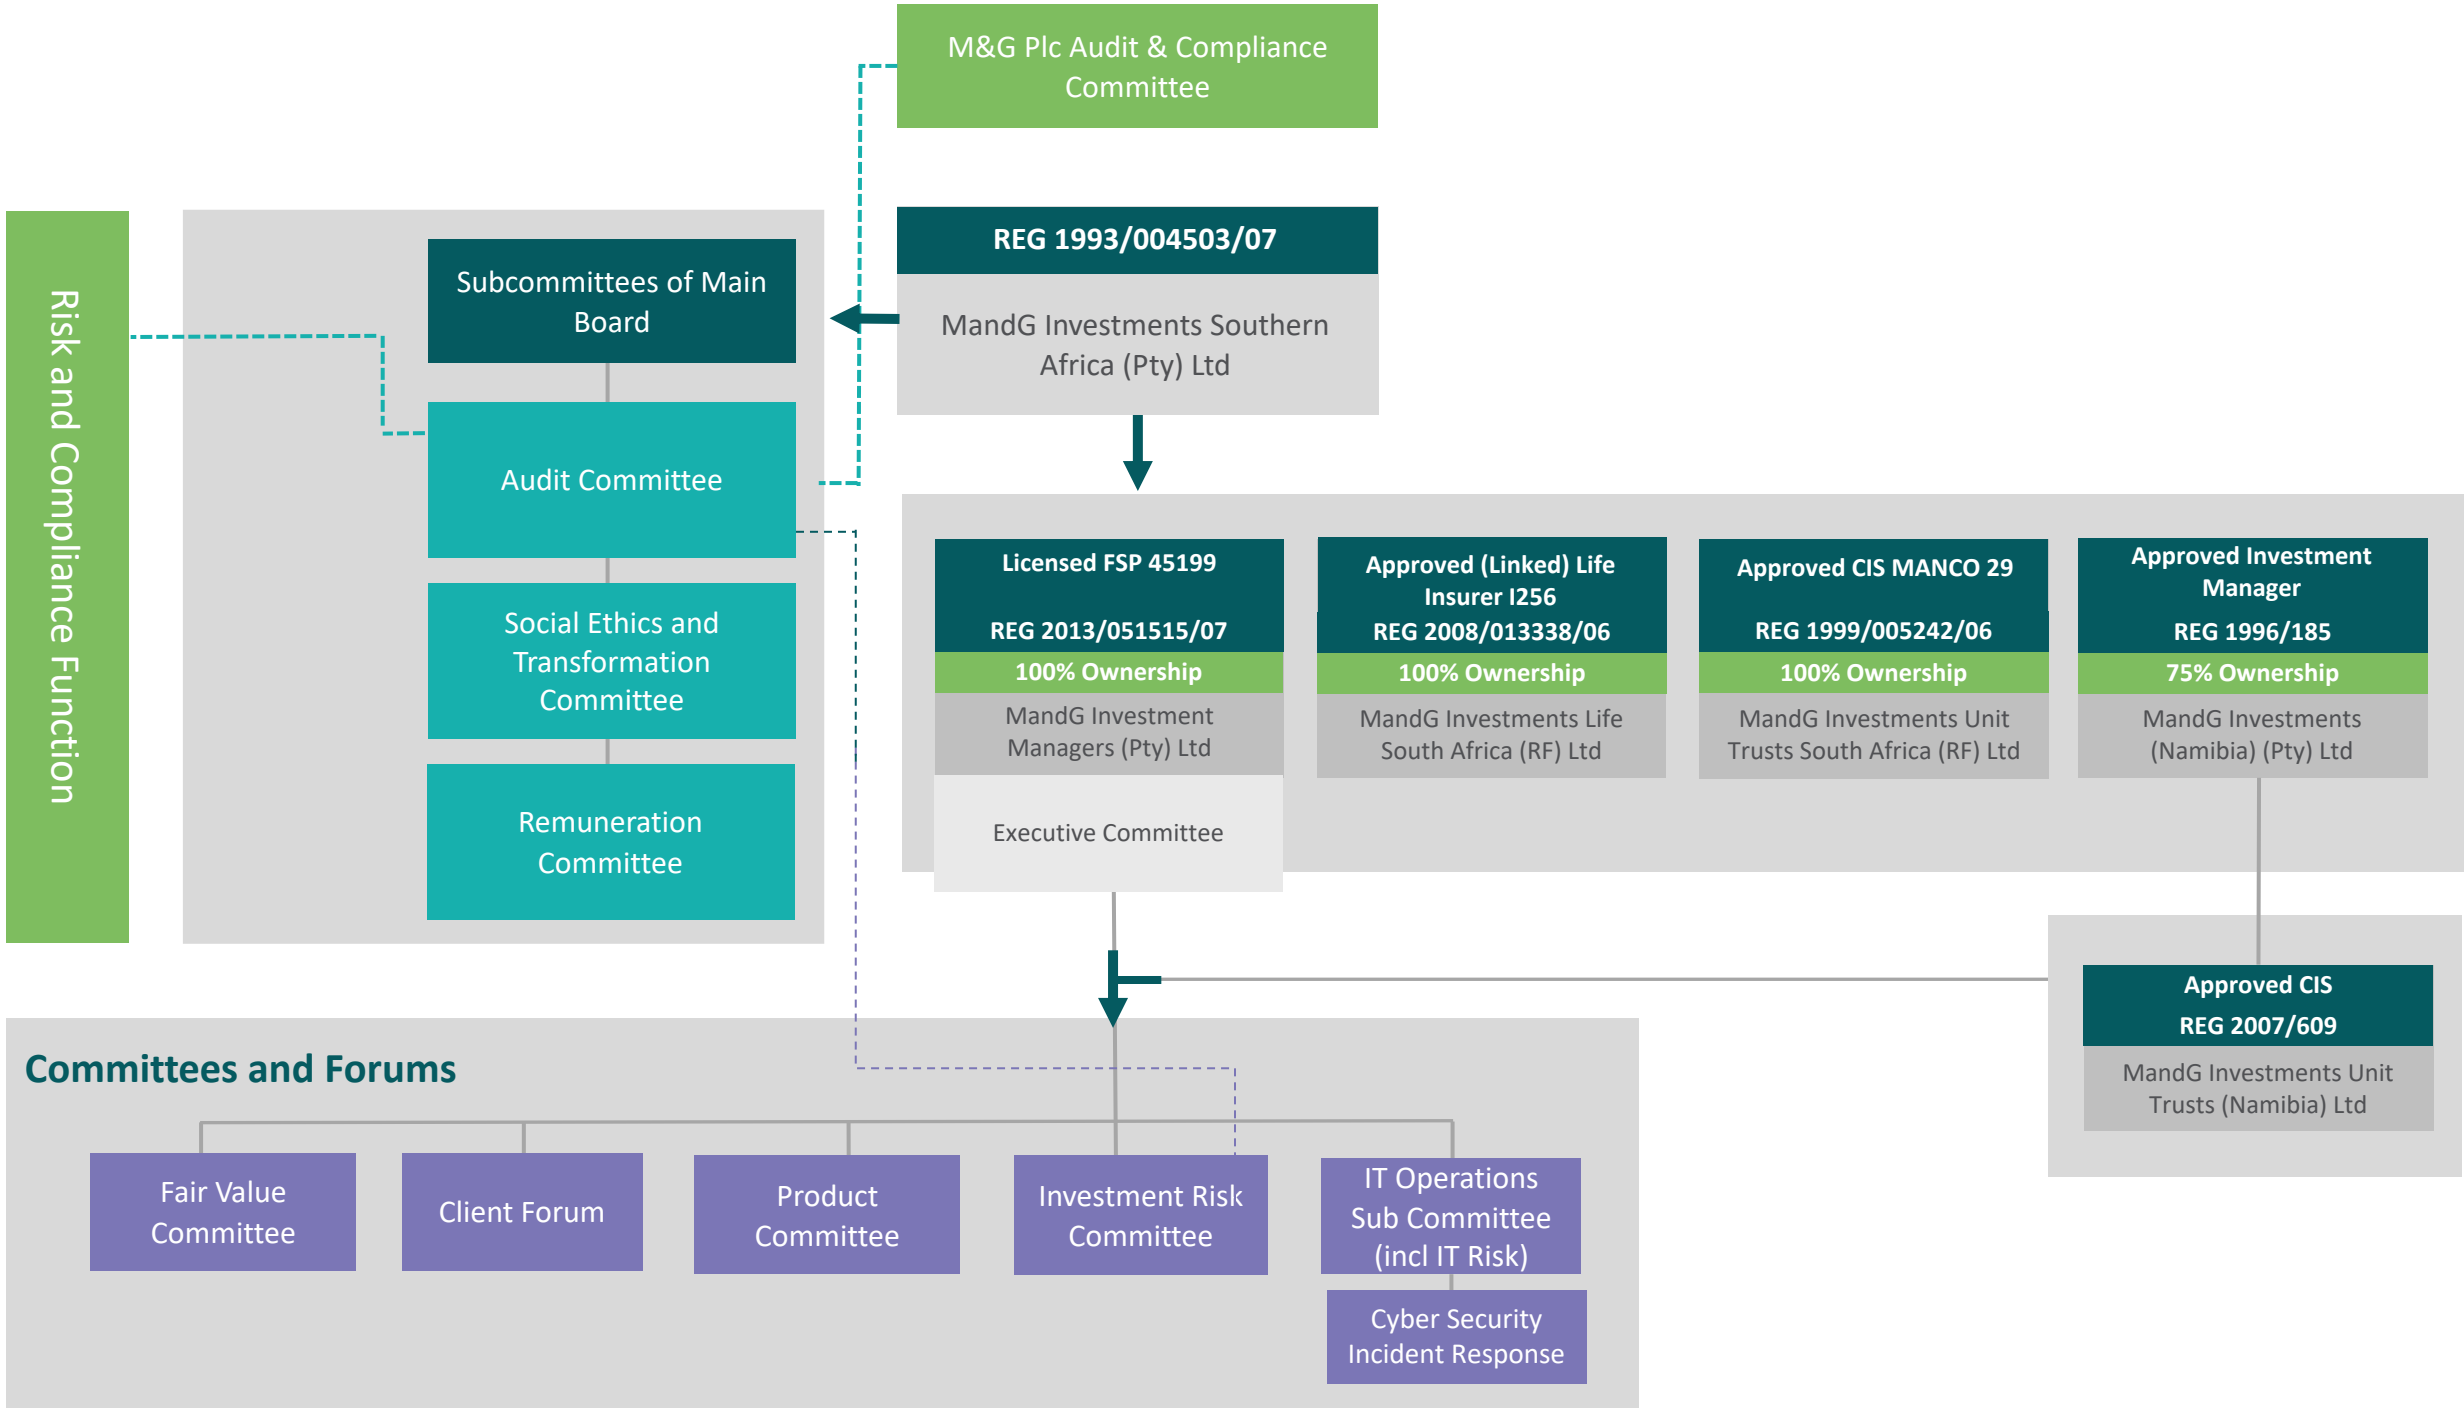 M&G Plc Audit & Compliance
Committee
Risk and Compliance Function
Subcommittees of Main
Board
Audit Committee
Social Ethics and
Transformation
Committee
Remuneration
Committee
REG 1993/004503/07
MandG Investments Southern
Africa (Pty) Ltd
Licensed FSP 45199
REG 2013/051515/07
100% Ownership
MandG Investment
Managers (Pty) Ltd
Executive Committee
Approved (Linked) Life
Insurer I256
REG 2008/013338/06
100% Ownership
MandG Investments Life
South Africa (RF) Ltd
Approved CIS MANCO 29
REG 1999/005242/06
100% Ownership
MandG Investments Unit
Trusts South Africa (RF) Ltd
Approved Investment
Manager
REG 1996/185
75% Ownership
MandG Investments
(Namibia) (Pty) Ltd
Approved CIS
REG 2007/609
MandG Investments Unit
Trusts (Namibia) Ltd
Committees and Forums
Fair Value
Committee
Client Forum
Product
Committee
Investment Risk
Committee
IT Operations
Sub Committee
(incl IT Risk)
Cyber Security
Incident Response